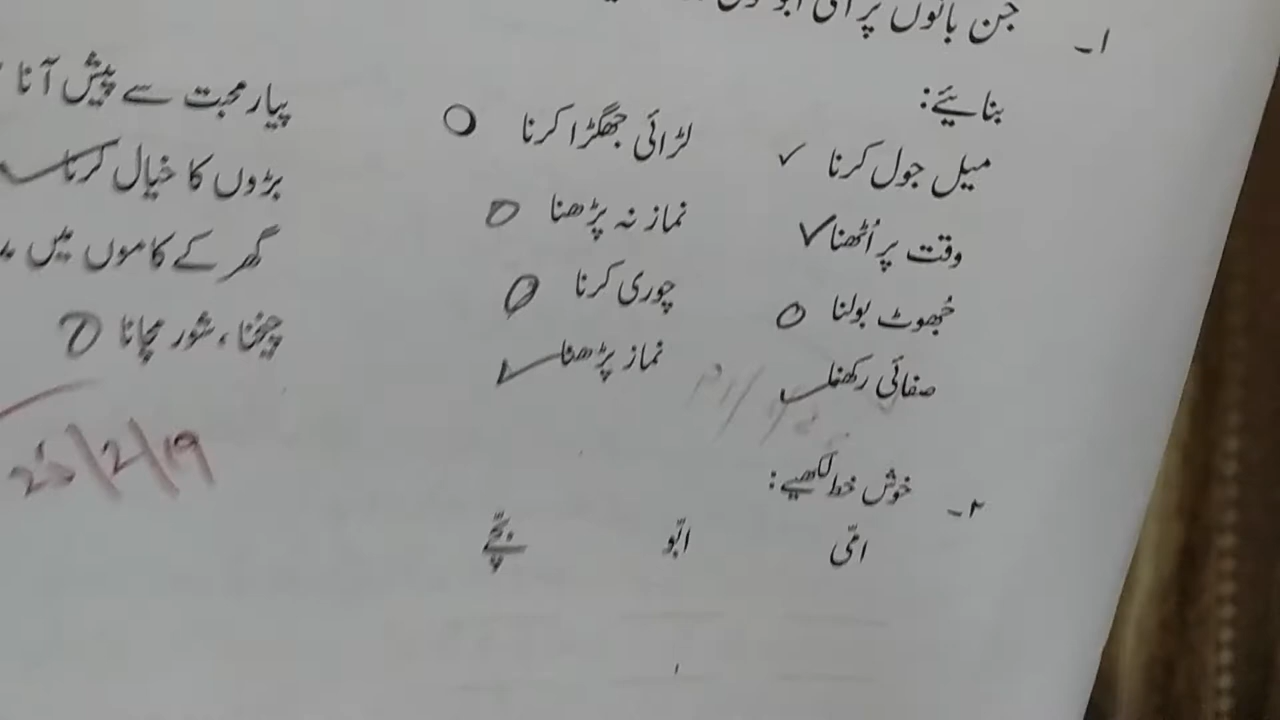 ۱۔ جن باتوں پر امّی ابو
بنائیے:
میل جول کرنا ✓ لڑائی جھگڑا کرنا O پیار محبت سے پیش آنا
وقت پر اُٹھنا ✓ نماز نہ پڑھنا O بڑوں کا خیال کرنا ✓
جھوٹ بولنا O چوری کرنا O گھر کے کاموں میں
صفائی رکھنا ✓ نماز پڑھنا ✓ چیخنا، شور مچانا O
۲۔ خوش خط لکھیے:
امّی ابّو بچّے